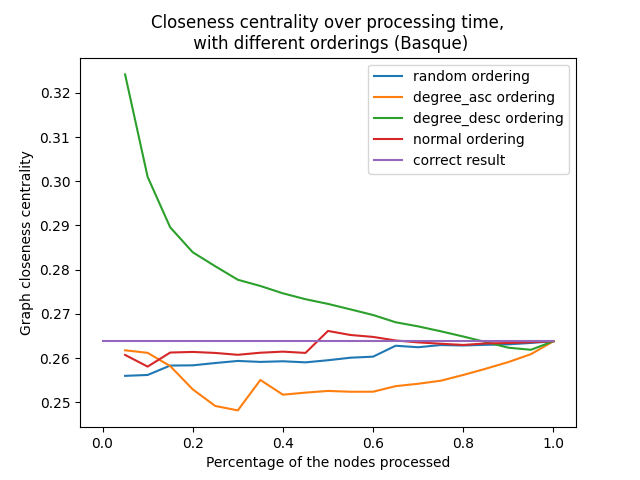 Closeness centrality over processing time,
with different orderings (Basque)
random ordering
degree_asc ordering
degree_desc ordering
normal ordering
correct result
Graph closeness centrality
0.32
0.31
0.30
0.29
0.28
0.27
0.26
0.25
0.0 0.2 0.4 0.6 0.8 1.0
Percentage of the nodes processed